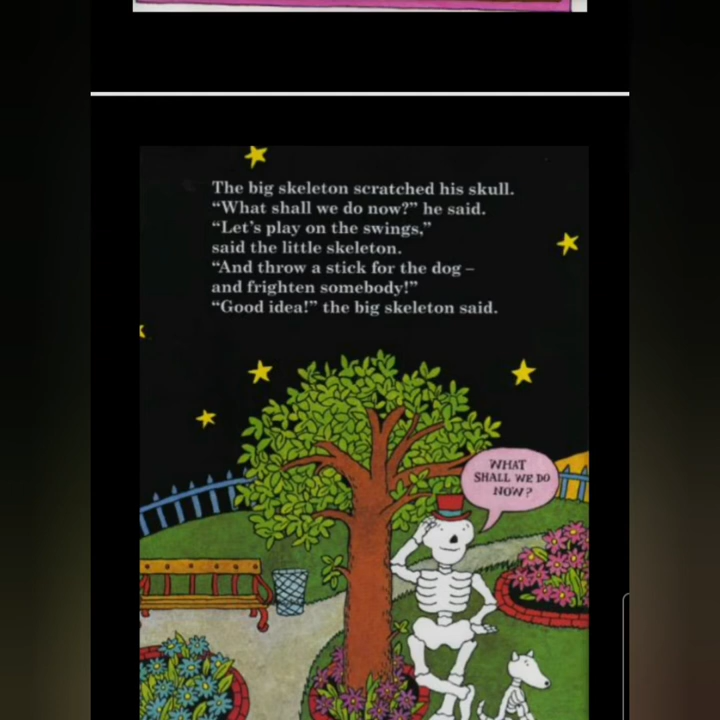 The big skeleton scratched his skull.
“What shall we do now?” he said.
“Let’s play on the swings,”
said the little skeleton.
“And throw a stick for the dog –
and frighten somebody!”
“Good idea!” the big skeleton said.
WHAT
SHALL WE DO
NOW?